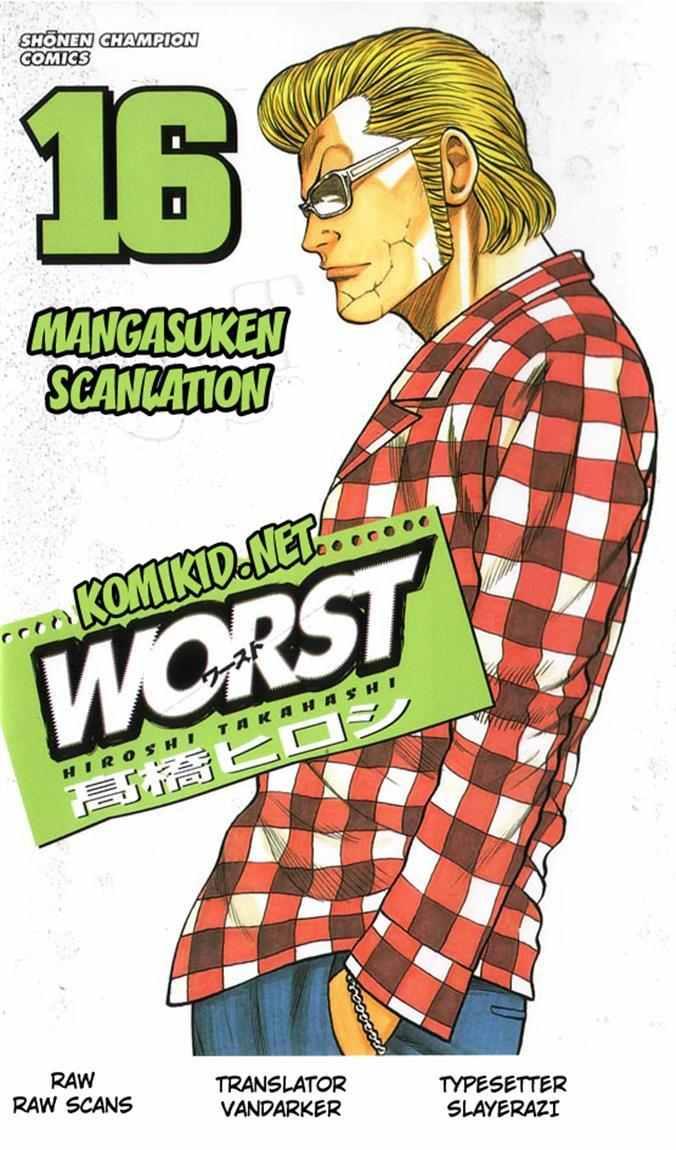 SHŌNEN CHAMPION
COMICS
16
MANGASUKEN
SCANLATION
KOMIKID.NET
WORST
ワースト
HIROSHI TAKAHASHI
髙橋ヒロシ
RAW
RAW SCANS
TRANSLATOR
VANDARKER
TYPESETTER
SLAYERAZI